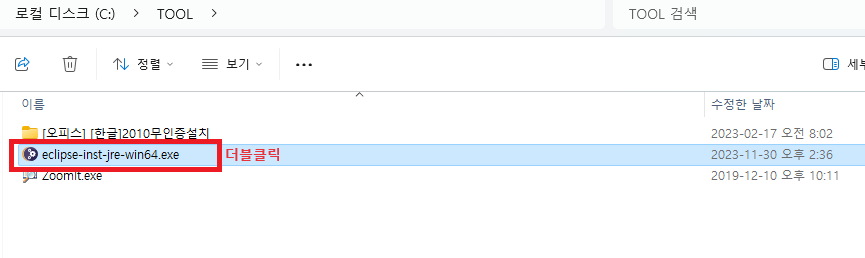 로컬 디스크 (C:) > TOOL >
TOOL 검색
정렬
보기
세부
이름
수정한 날짜
[오피스] [한글]2010무인증설치
2023-02-17 오전 8:02
eclipse-inst-jre-win64.exe
더블클릭
2023-11-30 오후 2:36
ZoomIt.exe
2019-12-10 오후 10:11